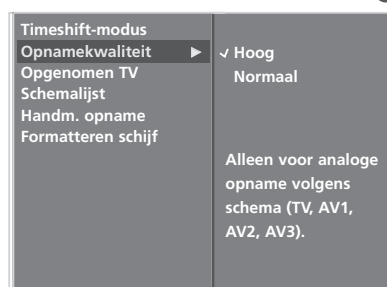 Timeshift-modus
Opnamekwaliteit
Opgenomen TV
Schemalijst
Handm. opname
Formatteren schijf
Hoog
Normaal
Alleen voor analoge
opname volgens
schema (TV, AV1,
AV2, AV3).